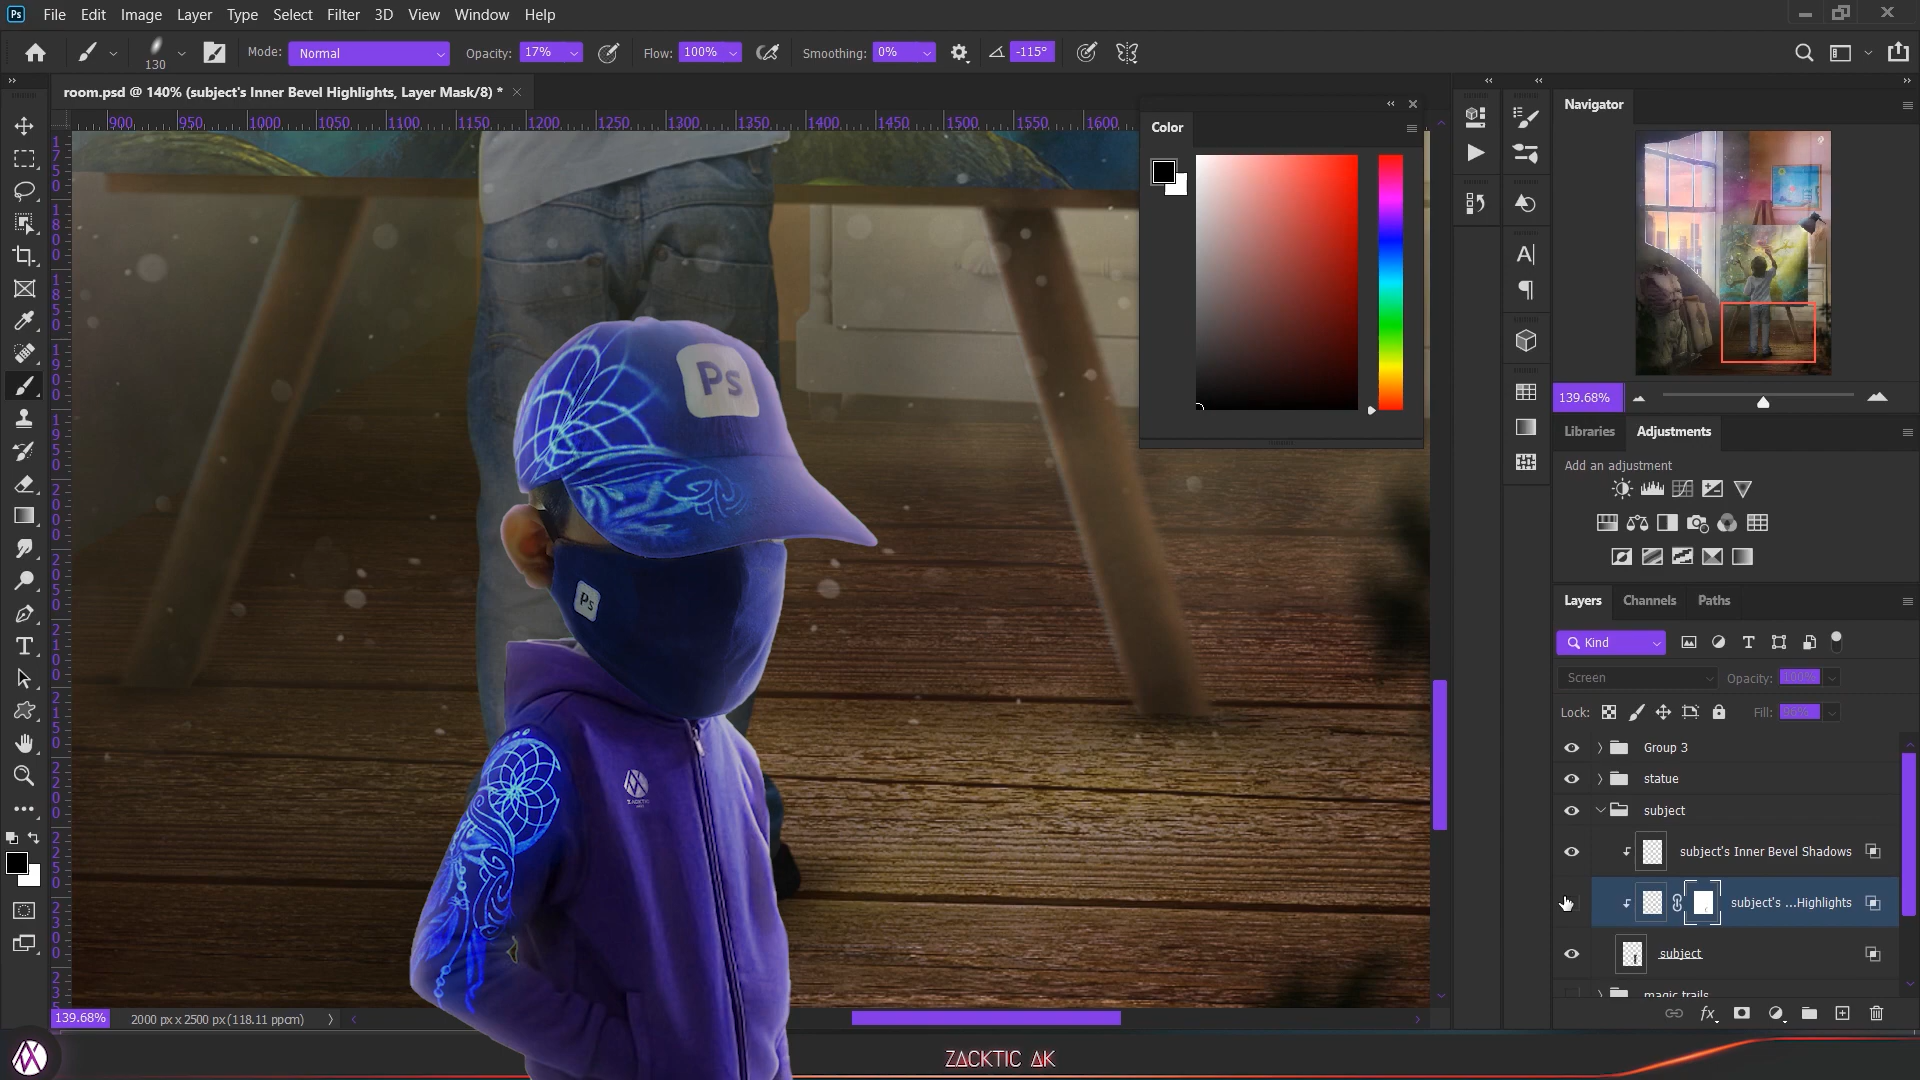 Ps
File Edit Image Layer Type Select Filter 3D View Window Help
130 Mode: Normal Opacity: 17% Flow: 100% Smoothing: 0% -115°
room.psd @ 140% (subject's Inner Bevel Highlights, Layer Mask/8) *
900 950 1000 1050 1100 1150 1200 1250 1300 1350 1400 1450 1500 1550 1600
Color
Navigator
139.68%
Libraries Adjustments
Add an adjustment
Layers Channels Paths
Kind
Screen Opacity: 100%
Lock: Fill:
Group 3
statue
subject
subject's Inner Bevel Shadows
subject's ...Highlights
subject
magic trails
Ps
Ps
139.68% 2000 px x 2500 px (118.11 ppcm)
ZACKTIC AK